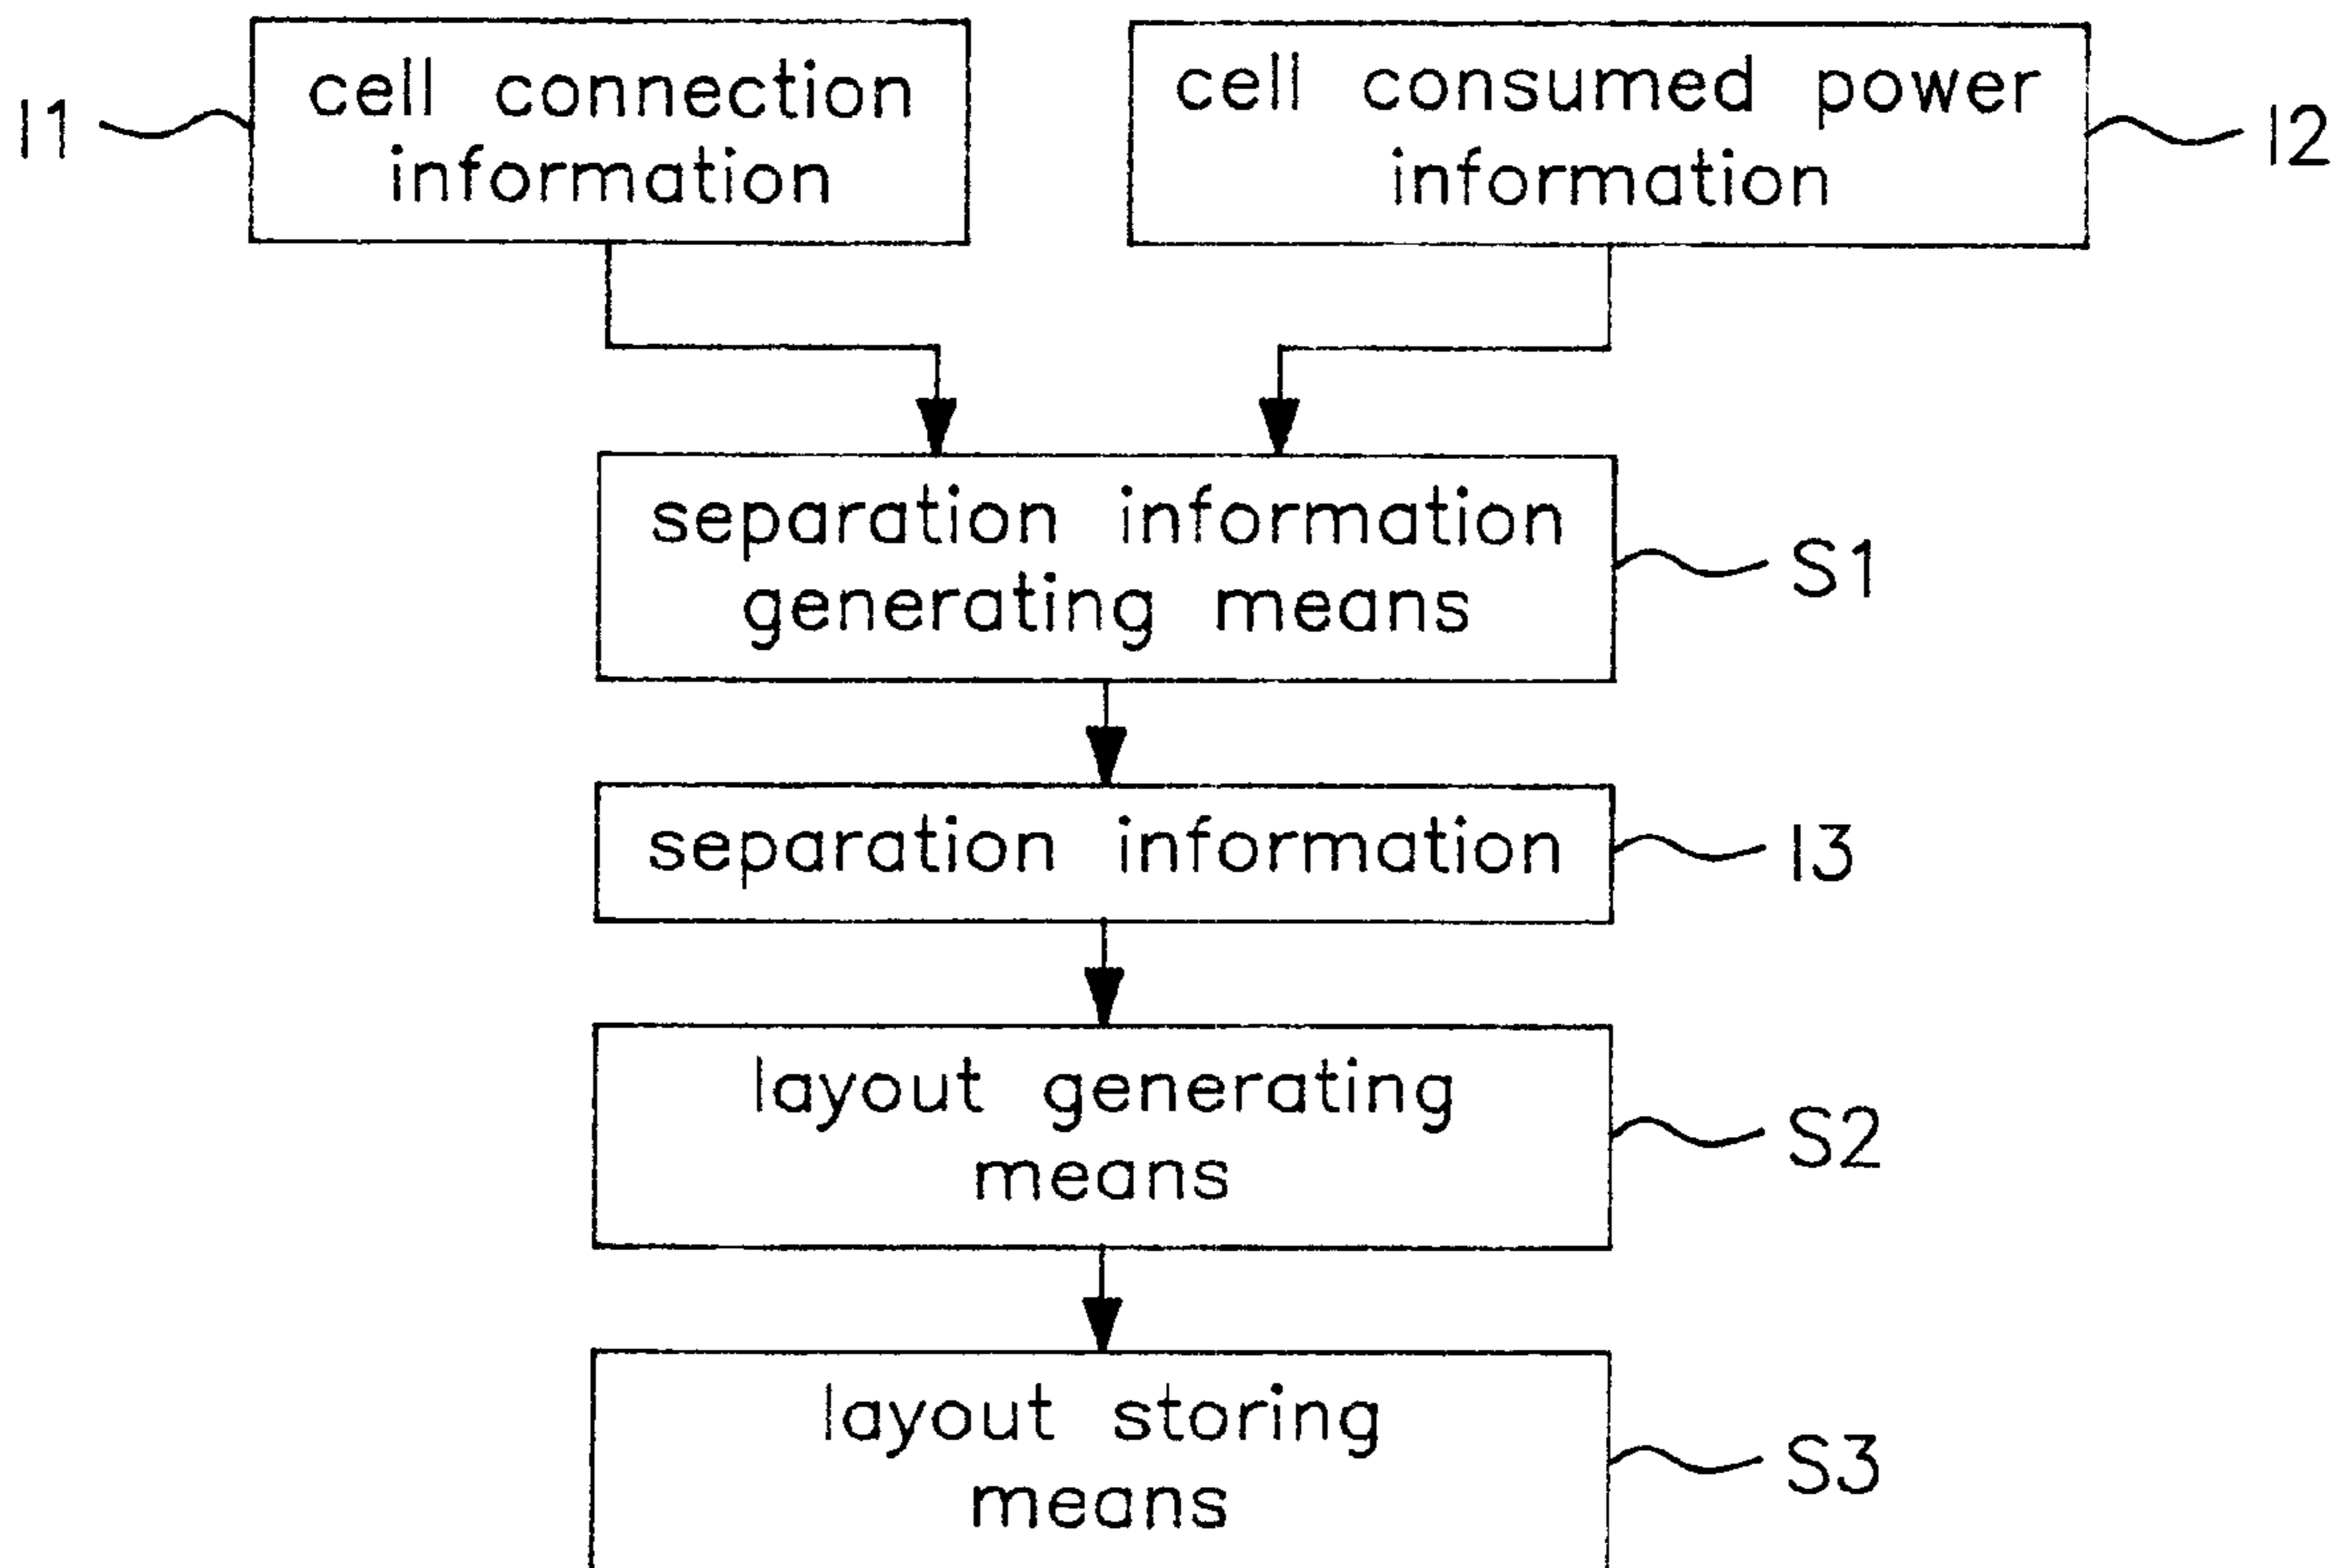 I1
cell connection
information
cell consumed power
information
I2
separation information
generating means
S1
separation information
I3
layout generating
means
S2
layout storing
means
S3